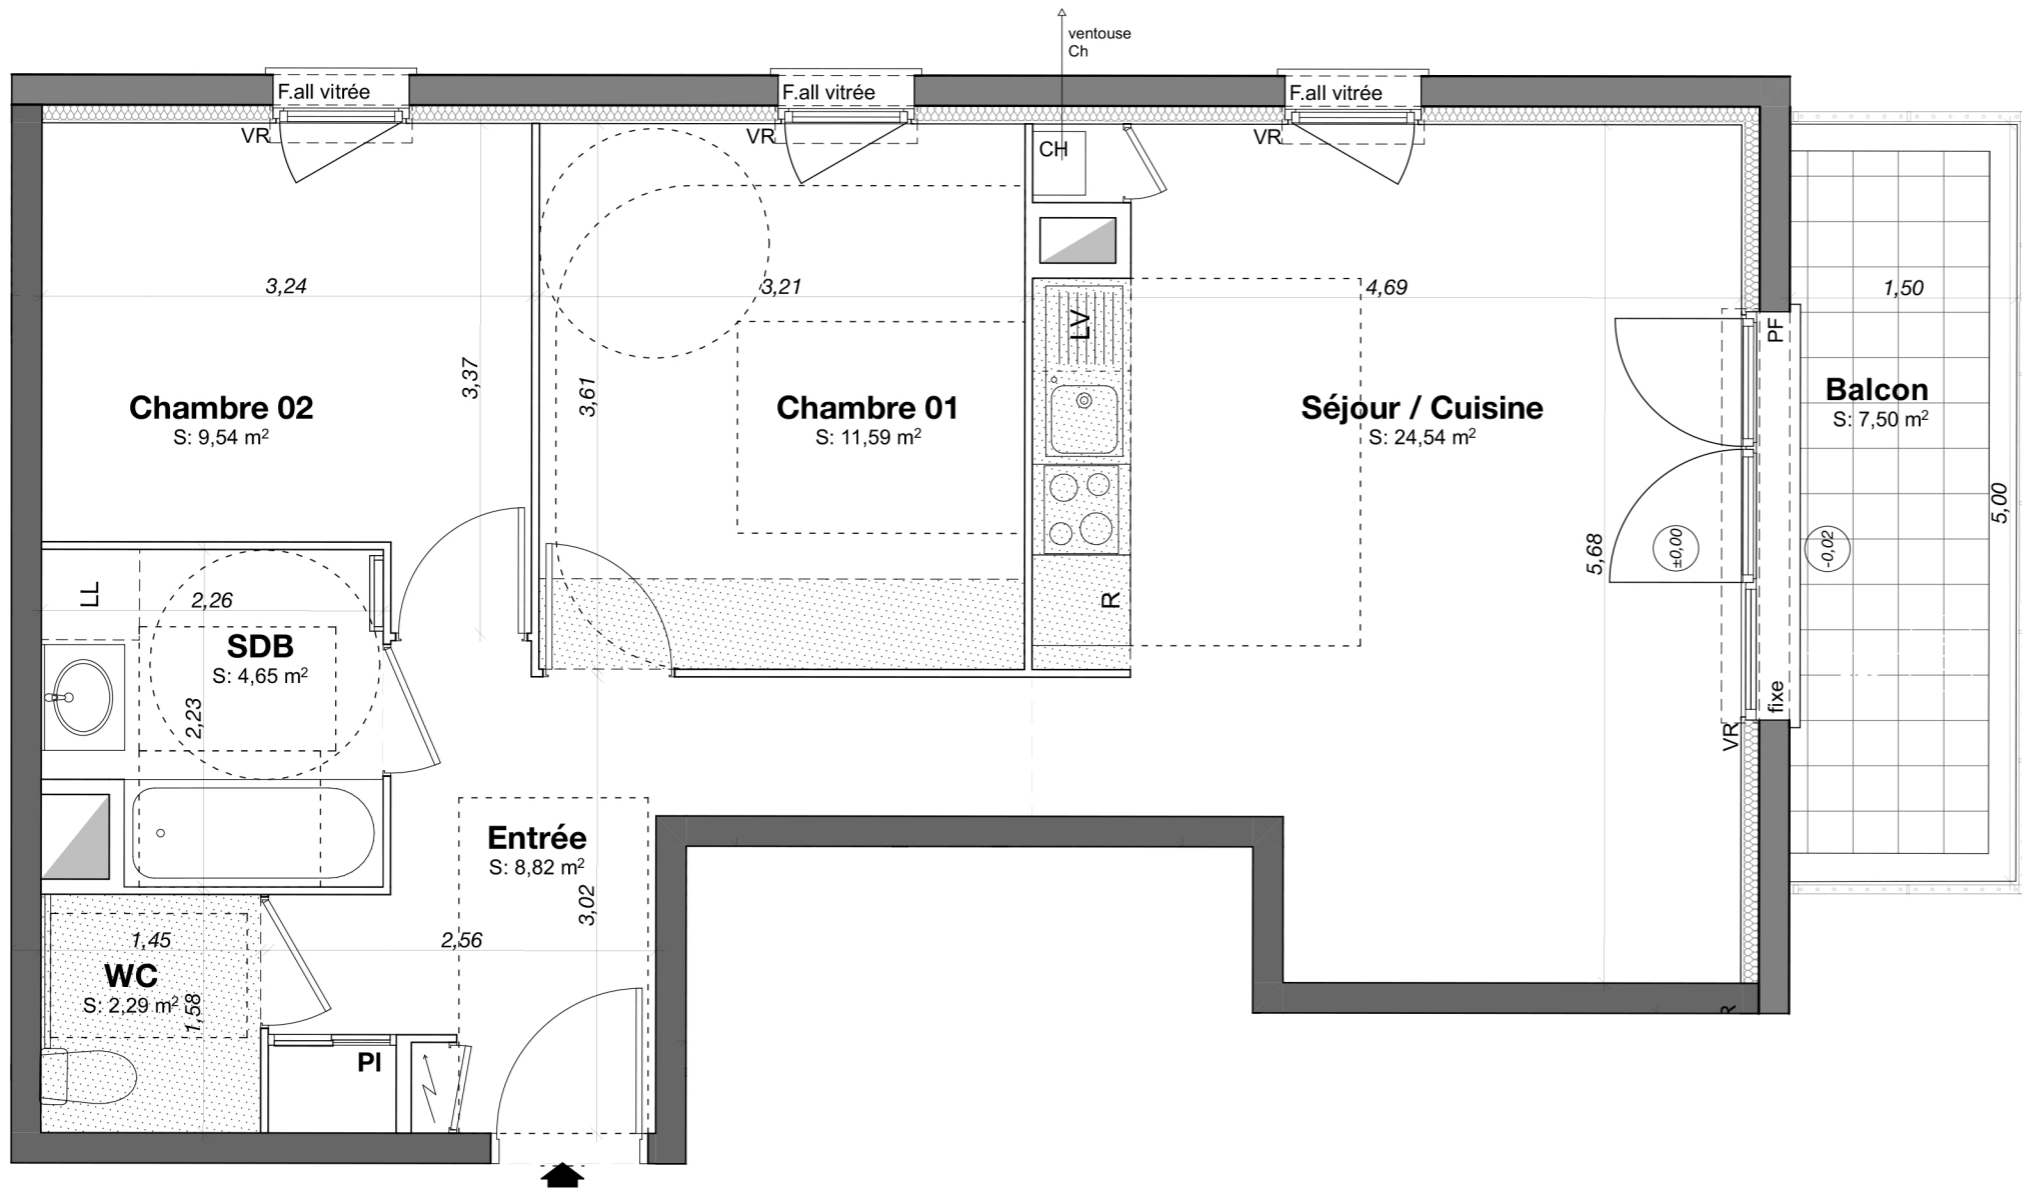 ventouse
Ch
F.all vitrée
F.all vitrée
F.all vitrée
VR
VR
VR
CH
3,24
3,21
4,69
1,50
LV
PF
3,37
3,61
Chambre 02
S: 9,54 m²
Chambre 01
S: 11,59 m²
Séjour / Cuisine
S: 24,54 m²
Balcon
S: 7,50 m²
5,00
5,68
±0,00
-0,02
LL
2,26
R
SDB
S: 4,65 m²
2,23
fixe
VR
Entrée
S: 8,82 m²
3,02
1,45
2,56
WC
S: 2,29 m²
1,58
R
PI